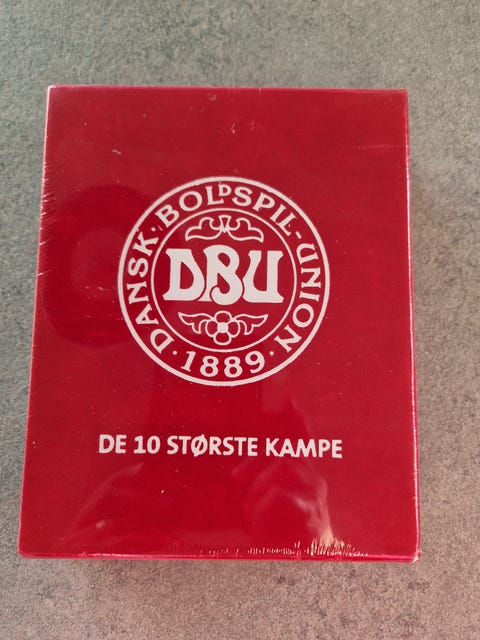 DANSK · BOLDSPIL-UNION
DBU
· 1889 ·
DE 10 STØRSTE KAMPE